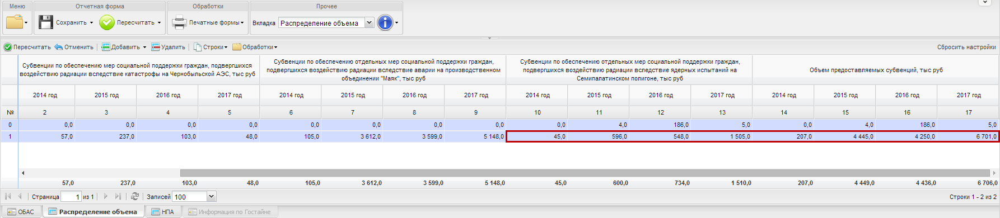 Меню Отчетная форма Обработки Прочее
Сохранить Пересчитать Печатные формы Вкладка Распределение объема
Пересчитать Отменить Добавить Удалить Строки Обработки Сбросить настройки
Субвенции по обеспечению мер социальной поддержки граждан, подвергшихся
воздействию радиации вследствие катастрофы на Чернобыльской АЭС, тыс руб
Субвенции по обеспечению отдельных мер социальной поддержки граждан,
подвергшихся воздействию радиации вследствие аварии на производственном
объединении "Маяк", тыс руб
Субвенции по обеспечению отдельных мер социальной поддержки граждан,
подвергшихся воздействию радиации вследствие ядерных испытаний на
Семипалатинском полигоне, тыс руб
Объем предоставляемых субвенций, тыс руб
2014 год 2015 год 2016 год 2017 год 2014 год 2015 год 2016 год 2017 год 2014 год 2015 год 2016 год 2017 год 2014 год 2015 год 2016 год 2017 год
№ 2 3 4 5 6 7 8 9 10 11 12 13 14 15 16 17
0 0,0 0,0 0,0 0,0 0,0 0,0 0,0 0,0 0,0 4,0 186,0 5,0 0,0 4,0 186,0 5,0
1 57,0 237,0 103,0 48,0 105,0 3 612,0 3 599,0 5 148,0 45,0 596,0 548,0 1 505,0 207,0 4 445,0 4 250,0 6 701,0
57,0 237,0 103,0 48,0 105,0 3 612,0 3 599,0 5 148,0 45,0 600,0 734,0 1 510,0 207,0 4 449,0 4 436,0 6 706,0
Страница 1 из 1 Записей 100 Строки 1 - 2 из 2
ОБАС Распределение объема НПА Информация по Гостайне